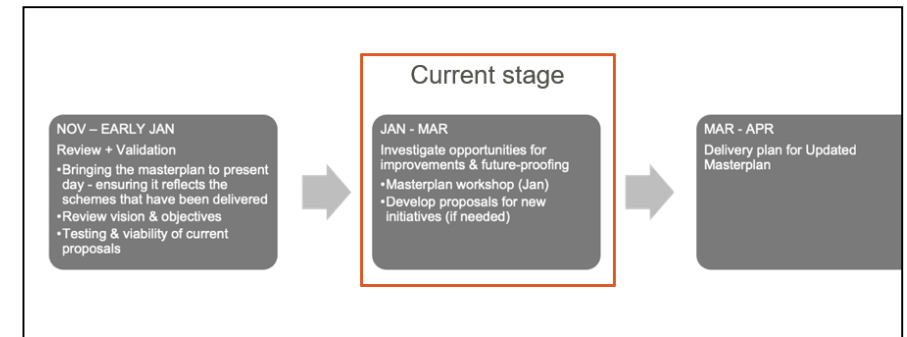 Current stage
NOV – EARLY JAN
Review + Validation
•Bringing the masterplan to present
day - ensuring it reflects the
schemes that have been delivered
•Review vision & objectives
•Testing & viability of current
proposals
JAN - MAR
Investigate opportunities for
improvements & future-proofing
•Masterplan workshop (Jan)
•Develop proposals for new
initiatives (if needed)
MAR - APR
Delivery plan for Updated
Masterplan